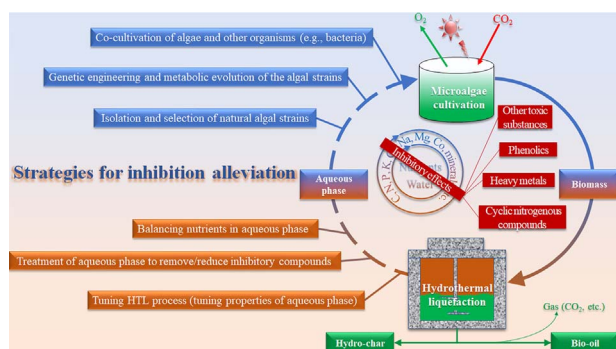 O₂
CO₂
Co-cultivation of algae and other organisms (e.g., bacteria)
Genetic engineering and metabolic evolution of the algal strains
Isolation and selection of natural algal strains
Microalgae
cultivation
Other toxic
substances
Phenolics
Heavy metals
Cyclic nitrogenous
compounds
C, N, P, K, Na, Mg, Co, mineral
Water
Inhibitory effects
Strategies for inhibition alleviation
Aqueous
phase
Biomass
Balancing nutrients in aqueous phase
Treatment of aqueous phase to remove/reduce inhibitory compounds
Tuning HTL process (tuning properties of aqueous phase)
Hydrothermal
liquefaction
Gas (CO₂, etc.)
Hydro-char
Bio-oil